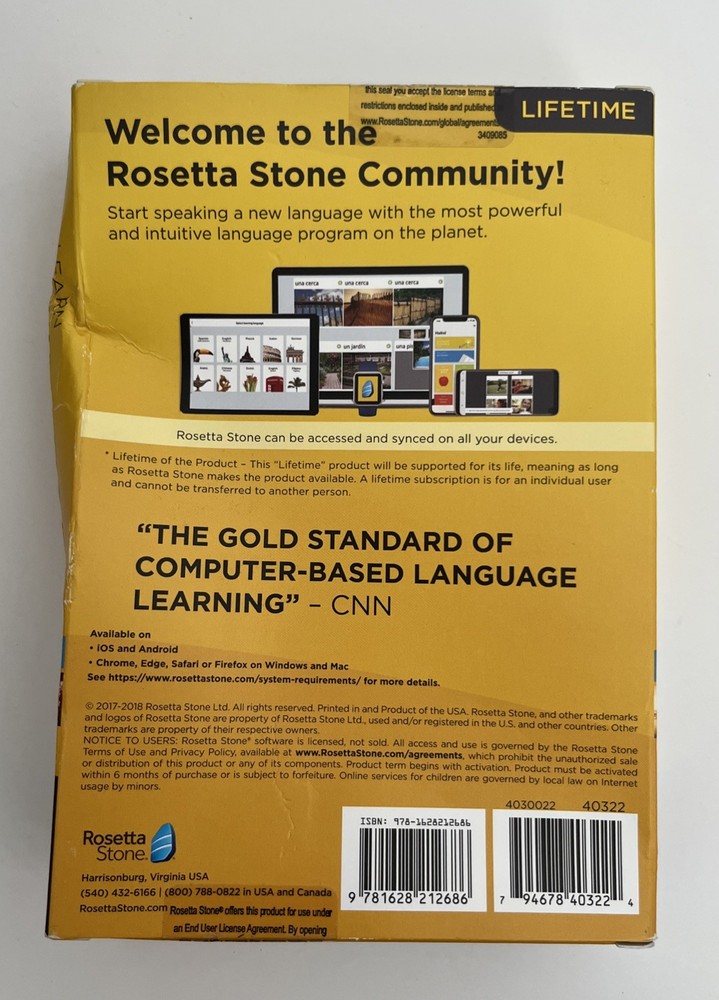 this seal you accept the license terms an
restrictions enclosed inside and published
www.RosettaStone.com/global/agreements
3409085
LIFETIME
Welcome to the
Rosetta Stone Community!
Start speaking a new language with the most powerful
and intuitive language program on the planet.
LEARN
una cerca una cerca una cerca
un jardín una pi
Rosetta Stone can be accessed and synced on all your devices.
* Lifetime of the Product – This "Lifetime" product will be supported for its life, meaning as long
as Rosetta Stone makes the product available. A lifetime subscription is for an individual user
and cannot be transferred to another person.
“THE GOLD STANDARD OF
COMPUTER-BASED LANGUAGE
LEARNING” – CNN
Available on
• iOS and Android
• Chrome, Edge, Safari or Firefox on Windows and Mac
See https://www.rosettastone.com/system-requirements/ for more details.
© 2017-2018 Rosetta Stone Ltd. All rights reserved. Printed in and Product of the USA. Rosetta Stone, and other trademarks
and logos of Rosetta Stone are property of Rosetta Stone Ltd., used and/or registered in the U.S. and other countries. Other
trademarks are property of their respective owners.
NOTICE TO USERS: Rosetta Stone® software is licensed, not sold. All access and use is governed by the Rosetta Stone
Terms of Use and Privacy Policy, available at www.RosettaStone.com/agreements, which prohibit the unauthorized sale
or distribution of this product or any of its components. Product term begins with activation. Product must be activated
within 6 months of purchase or is subject to forfeiture. Online services for children are governed by local law on Internet
usage by minors.
4030022 40322
ISBN: 978-1628212686
9 781628 212686
7 94678 40322 4
Rosetta
Stone
Harrisonburg, Virginia USA
(540) 432-6166 | (800) 788-0822 in USA and Canada
RosettaStone.com
Rosetta Stone® offers this product for use under
an End User License Agreement. By opening